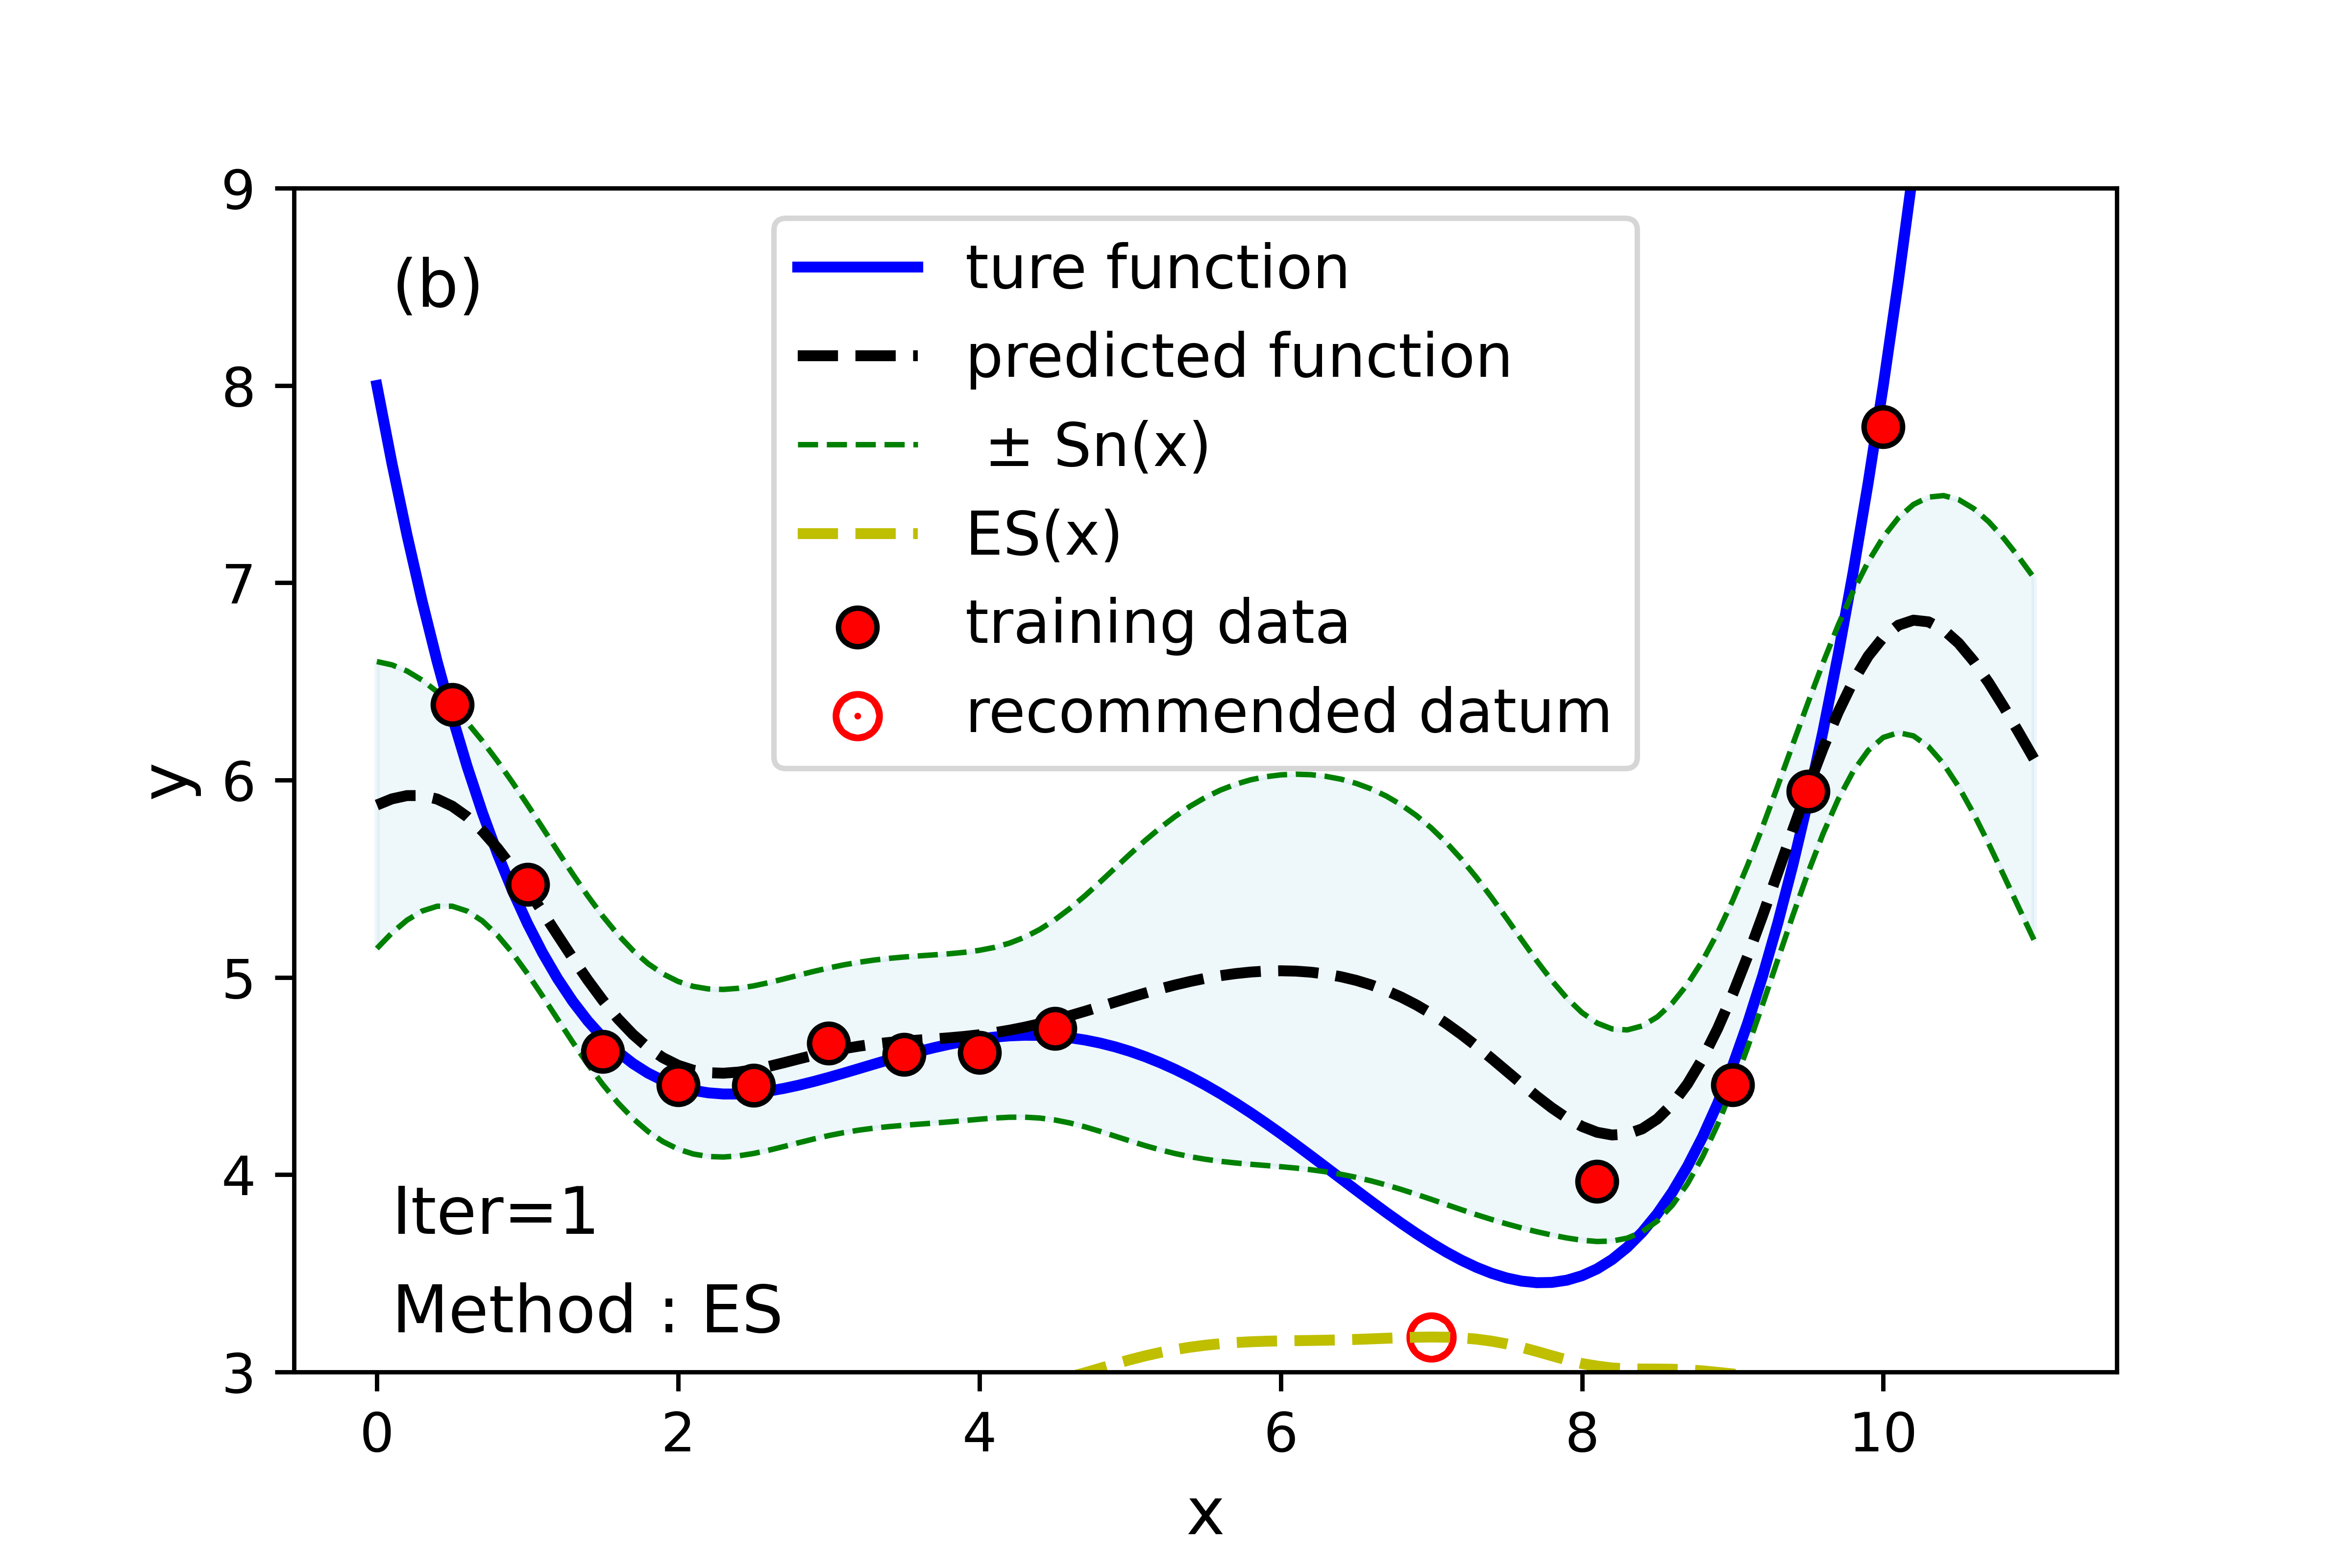 (b)
ture function
predicted function
± Sn(x)
ES(x)
training data
recommended datum
Iter=1
Method : ES
y
9
8
7
6
5
4
3
0 2 4 6 8 10
x